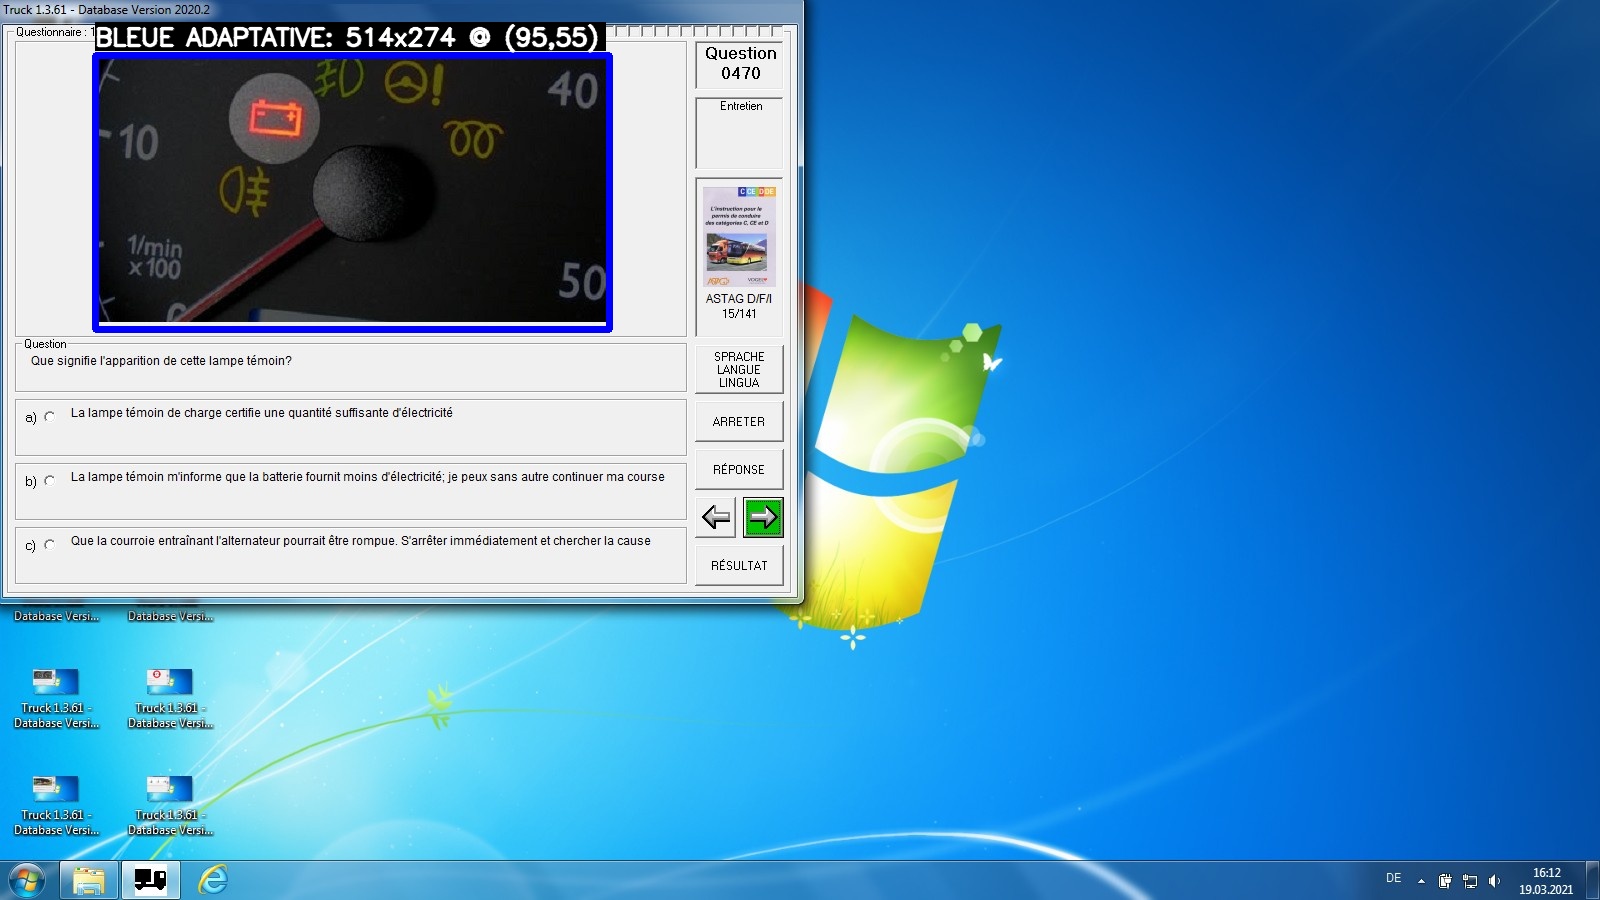 Truck 1.3.61 - Database Version 2020.2
Questionnaire : 1
BLEUE ADAPTATIVE: 514x274 @ (95,55)
10
40
50
1/min
x100
0
Question
0470
Entretien
C CE D DE
L'instruction pour le
permis de conduire
des catégories C, CE et D
ASTAG D/F/I
15/141
Question
Que signifie l'apparition de cette lampe témoin?
a) La lampe témoin de charge certifie une quantité suffisante d'électricité
b) La lampe témoin m'informe que la batterie fournit moins d'électricité; je peux sans autre continuer ma course
c) Que la courroie entraînant l'alternateur pourrait être rompue. S'arrêter immédiatement et chercher la cause
SPRACHE
LANGUE
LINGUA
ARRETER
RÉPONSE
RÉSULTAT
Database Versi...
Database Versi...
Truck 1.3.61 -
Database Versi...
Truck 1.3.61 -
Database Versi...
Truck 1.3.61 -
Database Versi...
Truck 1.3.61 -
Database Versi...
DE
16:12
19.03.2021